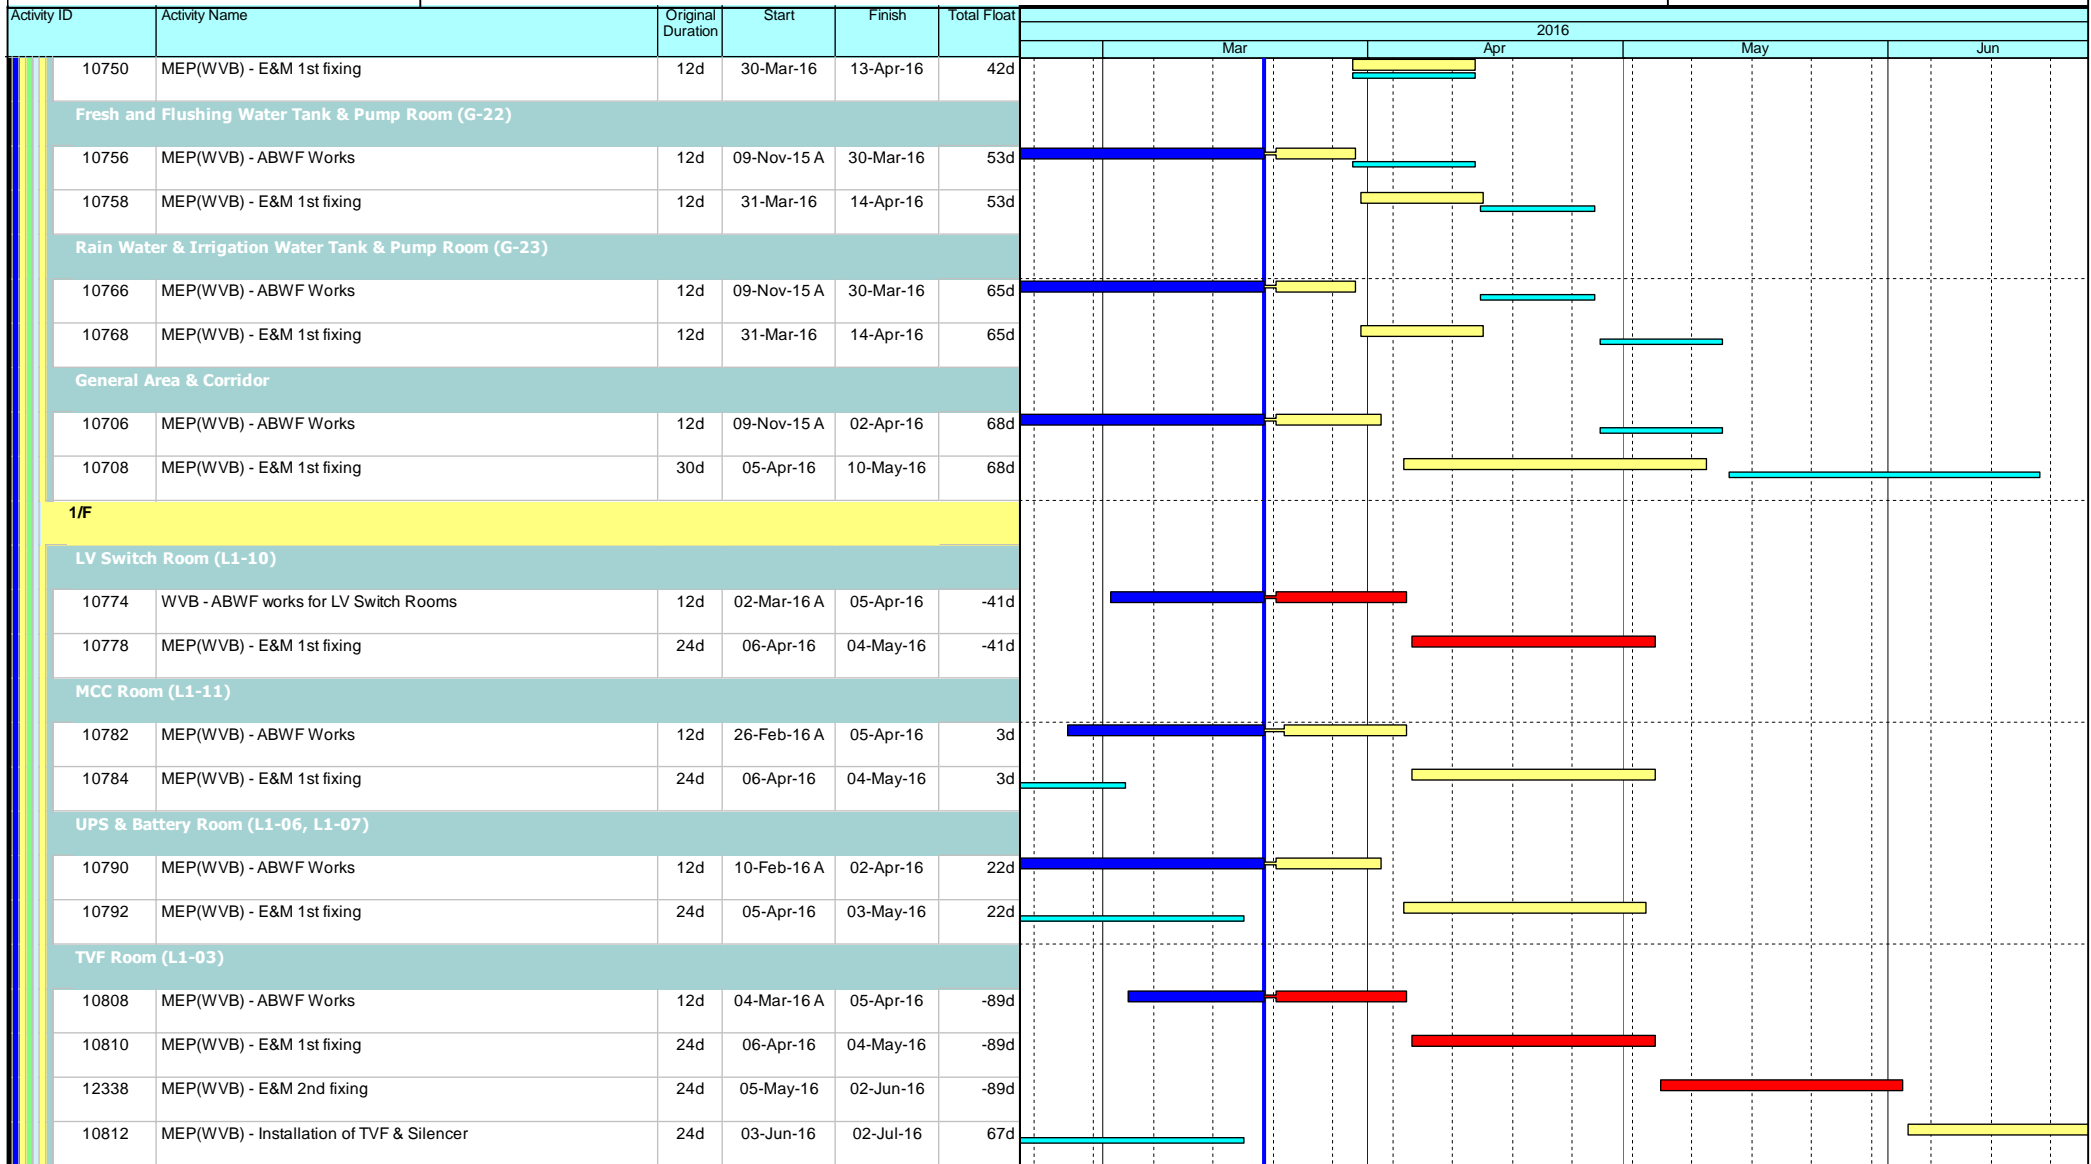 Activity ID Activity Name Original Duration Start Finish Total Float
2016
Mar Apr May Jun
10750 MEP(WVB) - E&M 1st fixing 12d 30-Mar-16 13-Apr-16 42d
Fresh and Flushing Water Tank & Pump Room (G-22)
10756 MEP(WVB) - ABWF Works 12d 09-Nov-15 A 30-Mar-16 53d
10758 MEP(WVB) - E&M 1st fixing 12d 31-Mar-16 14-Apr-16 53d
Rain Water & Irrigation Water Tank & Pump Room (G-23)
10766 MEP(WVB) - ABWF Works 12d 09-Nov-15 A 30-Mar-16 65d
10768 MEP(WVB) - E&M 1st fixing 12d 31-Mar-16 14-Apr-16 65d
General Area & Corridor
10706 MEP(WVB) - ABWF Works 12d 09-Nov-15 A 02-Apr-16 68d
10708 MEP(WVB) - E&M 1st fixing 30d 05-Apr-16 10-May-16 68d
1/F
LV Switch Room (L1-10)
10774 WVB - ABWF works for LV Switch Rooms 12d 02-Mar-16 A 05-Apr-16 -41d
10778 MEP(WVB) - E&M 1st fixing 24d 06-Apr-16 04-May-16 -41d
MCC Room (L1-11)
10782 MEP(WVB) - ABWF Works 12d 26-Feb-16 A 05-Apr-16 3d
10784 MEP(WVB) - E&M 1st fixing 24d 06-Apr-16 04-May-16 3d
UPS & Battery Room (L1-06, L1-07)
10790 MEP(WVB) - ABWF Works 12d 10-Feb-16 A 02-Apr-16 22d
10792 MEP(WVB) - E&M 1st fixing 24d 05-Apr-16 03-May-16 22d
TVF Room (L1-03)
10808 MEP(WVB) - ABWF Works 12d 04-Mar-16 A 05-Apr-16 -89d
10810 MEP(WVB) - E&M 1st fixing 24d 06-Apr-16 04-May-16 -89d
12338 MEP(WVB) - E&M 2nd fixing 24d 05-May-16 02-Jun-16 -89d
10812 MEP(WVB) - Installation of TVF & Silencer 24d 03-Jun-16 02-Jul-16 67d